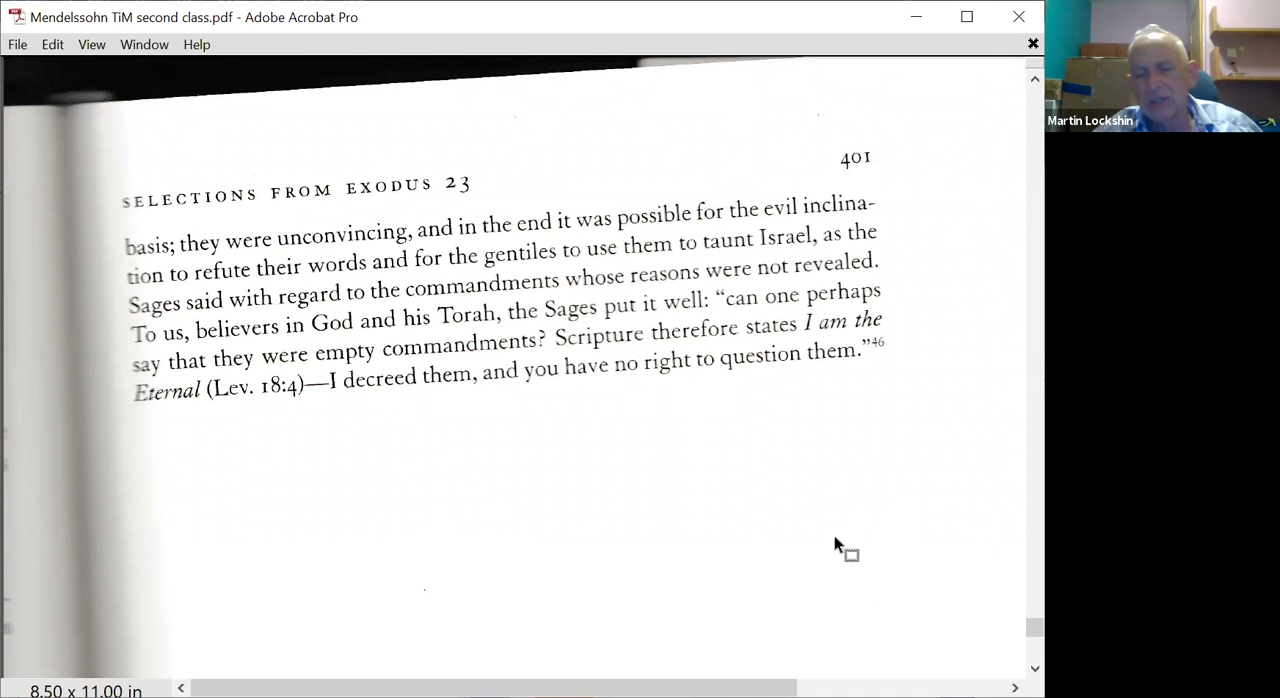 Mendelssohn TiM second class.pdf - Adobe Acrobat Pro
File Edit View Window Help
Martin Lockshin
SELECTIONS FROM EXODUS 23
401
basis; they were unconvincing, and in the end it was possible for the evil inclina-
tion to refute their words and for the gentiles to use them to taunt Israel, as the
Sages said with regard to the commandments whose reasons were not revealed.
To us, believers in God and his Torah, the Sages put it well: “can one perhaps
say that they were empty commandments? Scripture therefore states I am the
Eternal (Lev. 18:4)—I decreed them, and you have no right to question them.”46
8.50 x 11.00 in